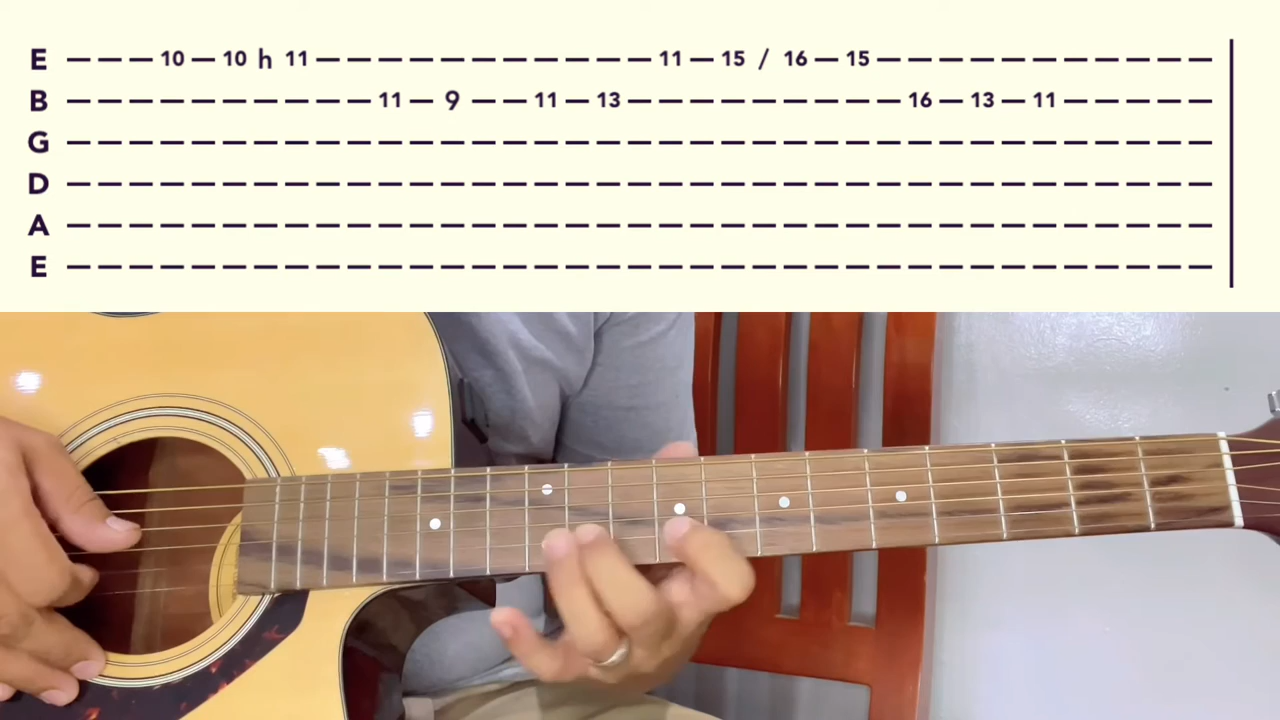 E — — — 10 — 10 h 11 — — — — — — — — — — — 11 — 15 / 16 — 15 — — — — — — — — — — —
B — — — — — — — — — — 11 — 9 — — 11 — 13 — — — — — — — — — 16 — 13 — 11 — — — — —
G — — — — — — — — — — — — — — — — — — — — — — — — — — — — — — — — — — — — —
D — — — — — — — — — — — — — — — — — — — — — — — — — — — — — — — — — — — — —
A — — — — — — — — — — — — — — — — — — — — — — — — — — — — — — — — — — — — —
E — — — — — — — — — — — — — — — — — — — — — — — — — — — — — — — — — — — — —